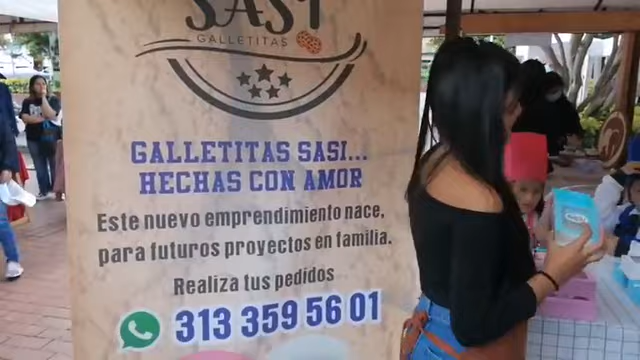 SASI
GALLETITAS
GALLETITAS SASI...
HECHAS CON AMOR
Este nuevo emprendimiento nace,
para futuros proyectos en familia.
Realiza tus pedidos
313 359 56 01